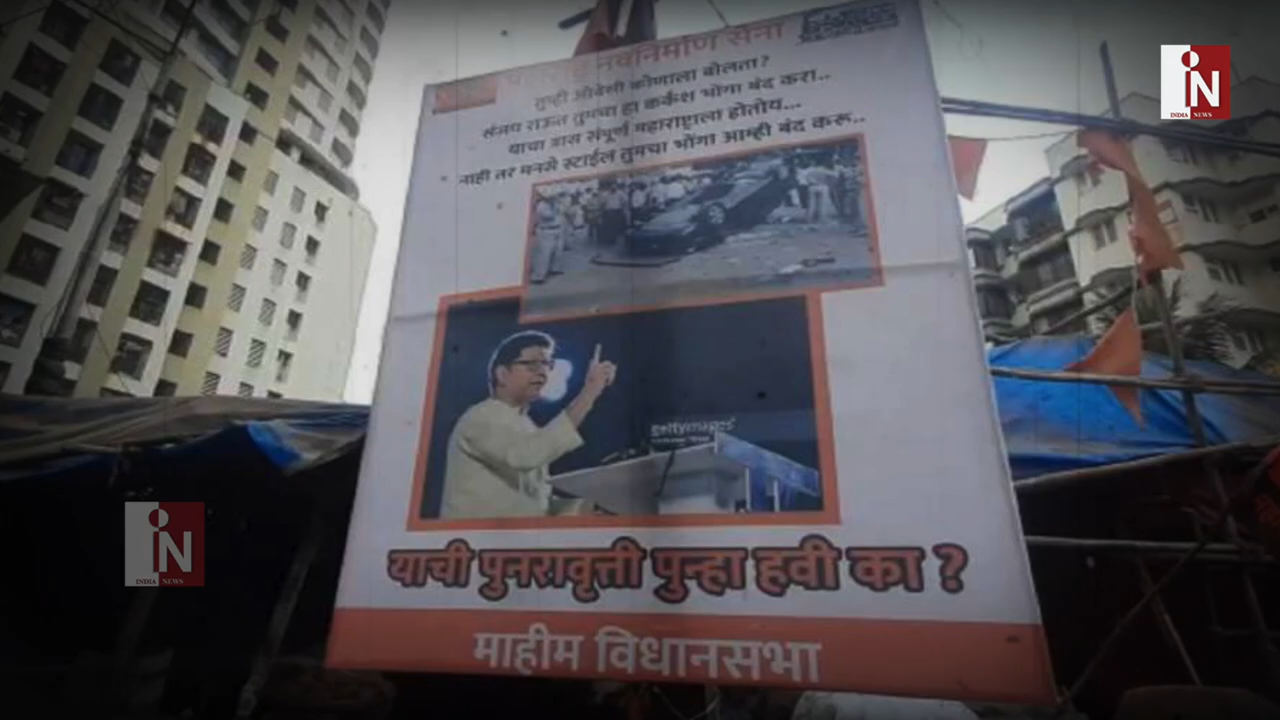 महाराष्ट्र नवनिर्माण सेना
तुम्ही ओवेसी कोणाला बोलता?
संजय राऊत तुमचा हा कर्कश भोंगा बंद करा..
याचा त्रास संपूर्ण महाराष्ट्राला होतोय...
नाही तर मनसे स्टाईल तुमचा भोंगा आम्ही बंद करू..
gettyimages
याची पुनरावृत्ती पुन्हा हवी का ?
माहीम विधानसभा
iN
INDIA NEWS
iN
INDIA NEWS